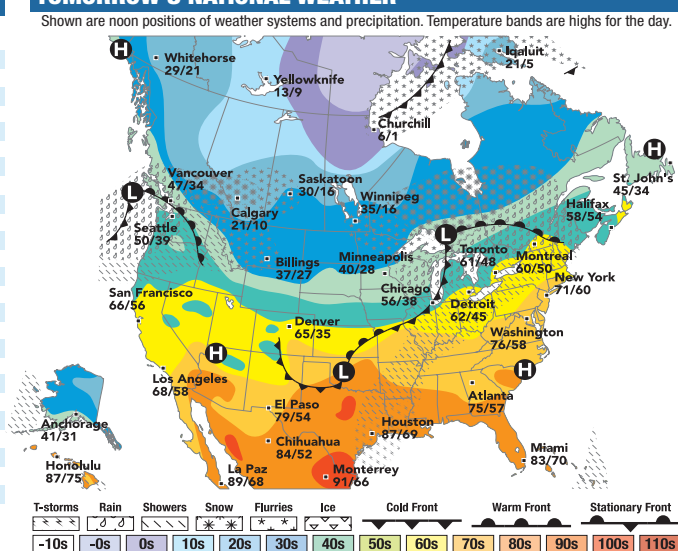 TOMORROW'S NATIONAL WEATHER
Shown are noon positions of weather systems and precipitation. Temperature bands are highs for the day.
H
Whitehorse
29/21
Iqaluit
21/5
Yellowknife
13/9
Churchill
6/1
H
St. John's
45/34
Vancouver
47/34
L
Saskatoon
30/16
Winnipeg
35/16
Calgary
21/10
Halifax
58/54
Seattle
50/39
L
Toronto
61/48
Montreal
60/50
Billings
37/27
Minneapolis
40/28
New York
71/60
Chicago
56/38
San Francisco
66/56
Detroit
62/45
Denver
65/35
Washington
76/58
H
L
H
Los Angeles
68/58
Atlanta
75/57
El Paso
79/54
Anchorage
41/31
Houston
87/69
Chihuahua
84/52
Miami
83/70
Honolulu
87/75
La Paz
89/68
Monterrey
91/66
T-storms Rain Showers Snow Flurries Ice Cold Front Warm Front Stationary Front
-10s -0s 0s 10s 20s 30s 40s 50s 60s 70s 80s 90s 100s 110s